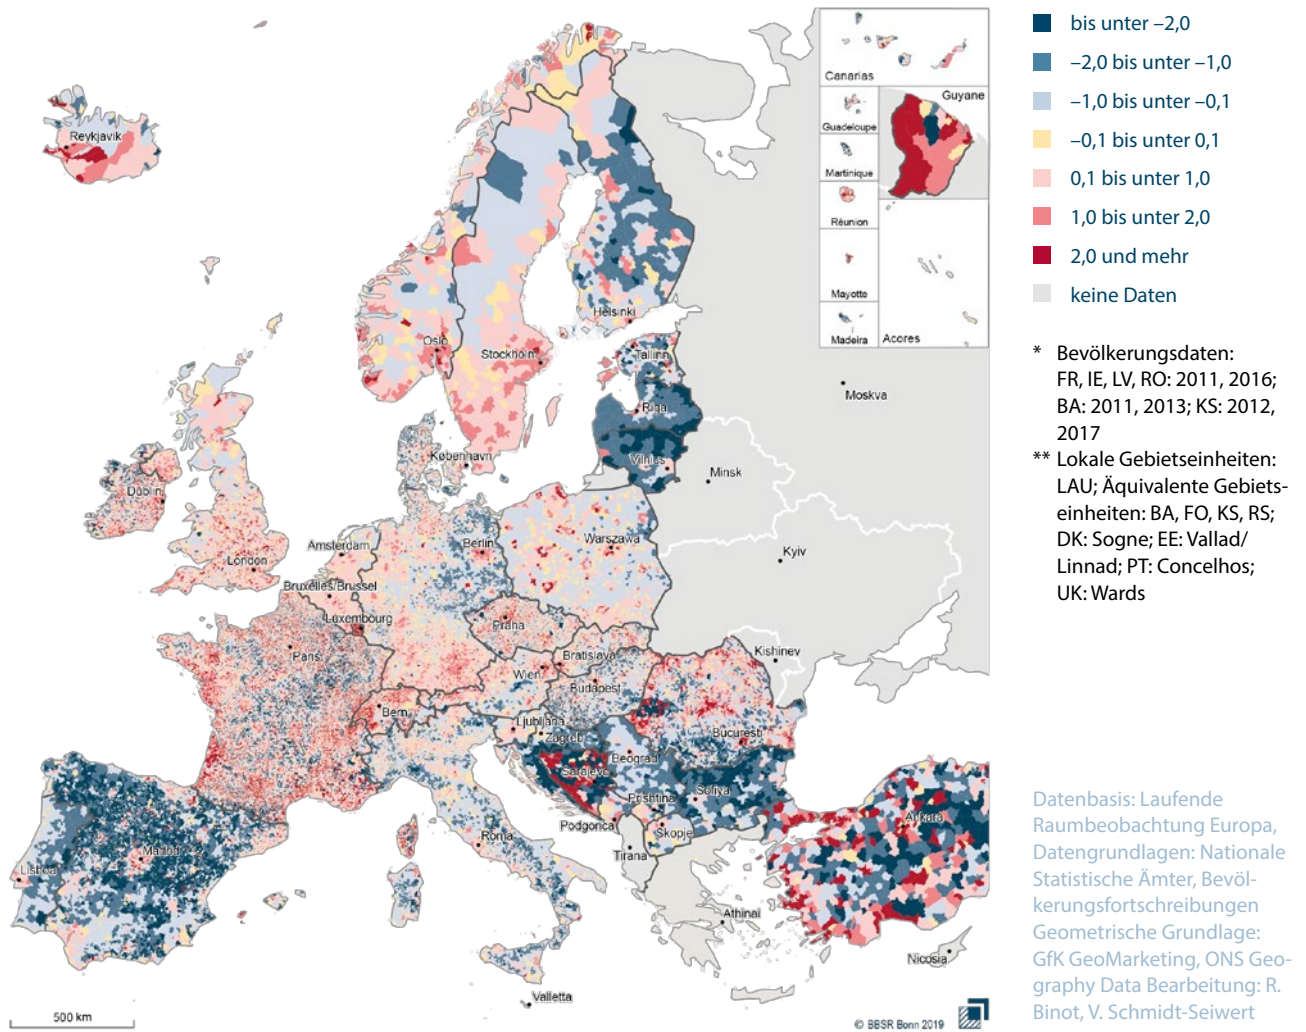 bis unter –2,0
–2,0 bis unter –1,0
–1,0 bis unter –0,1
–0,1 bis unter 0,1
0,1 bis unter 1,0
1,0 bis unter 2,0
2,0 und mehr
keine Daten
* Bevölkerungsdaten:
FR, IE, LV, RO: 2011, 2016;
BA: 2011, 2013; KS: 2012,
2017
** Lokale Gebietseinheiten:
LAU; Äquivalente Gebiets-
einheiten: BA, FO, KS, RS;
DK: Sogne; EE: Vallad/
Linnad; PT: Concelhos;
UK: Wards
Datenbasis: Laufende
Raumbeobachtung Europa,
Datengrundlagen: Nationale
Statistische Ämter, Bevöl-
kerungsfortschreibungen
Geometrische Grundlage:
GfK GeoMarketing, ONS Geo-
graphy Data Bearbeitung: R.
Binot, V. Schmidt-Seiwert
Canarias
Guyane
Guadeloupe
Martinique
Réunion
Mayotte
Madeira
Acores
Reykjavik
Helsinki
Oslo
Stockholm
Tallinn
Moskva
Riga
København
Vilnius
Minsk
Dublin
Amsterdam
Berlin
Warszawa
Kyiv
London
Bruxelles/Brussel
Luxembourg
Praha
Paris
Bratislava
Kishinev
Wien
Budapest
Bern
Ljubljana
Zagreb
Bucuresti
Beograd
Sarajevo
Prishtina
Sofiya
Podgorica
Skopje
Ankara
Roma
Tirana
Madrid
Lisboa
Athinai
Nicosia
Valletta
500 km
© BBSR Bonn 2019